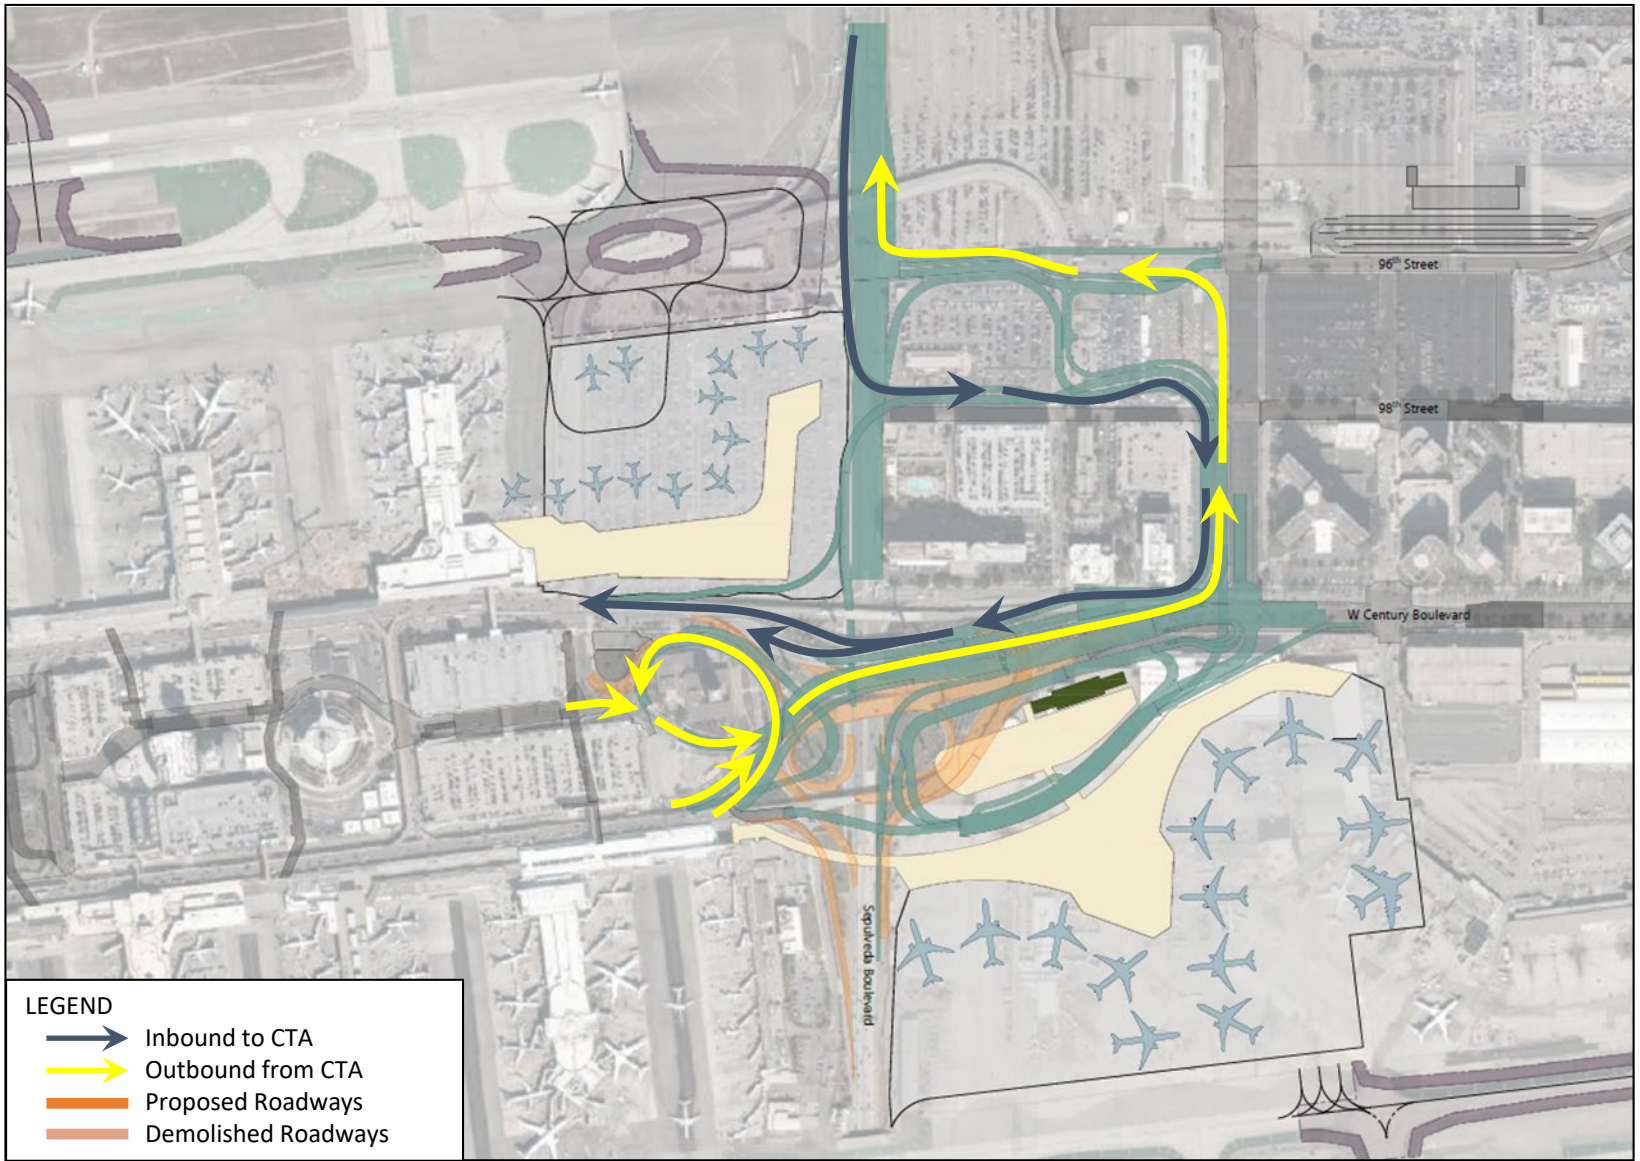 96th Street
98th Street
W Century Boulevard
Sepulveda Boulevard
LEGEND
Inbound to CTA
Outbound from CTA
Proposed Roadways
Demolished Roadways